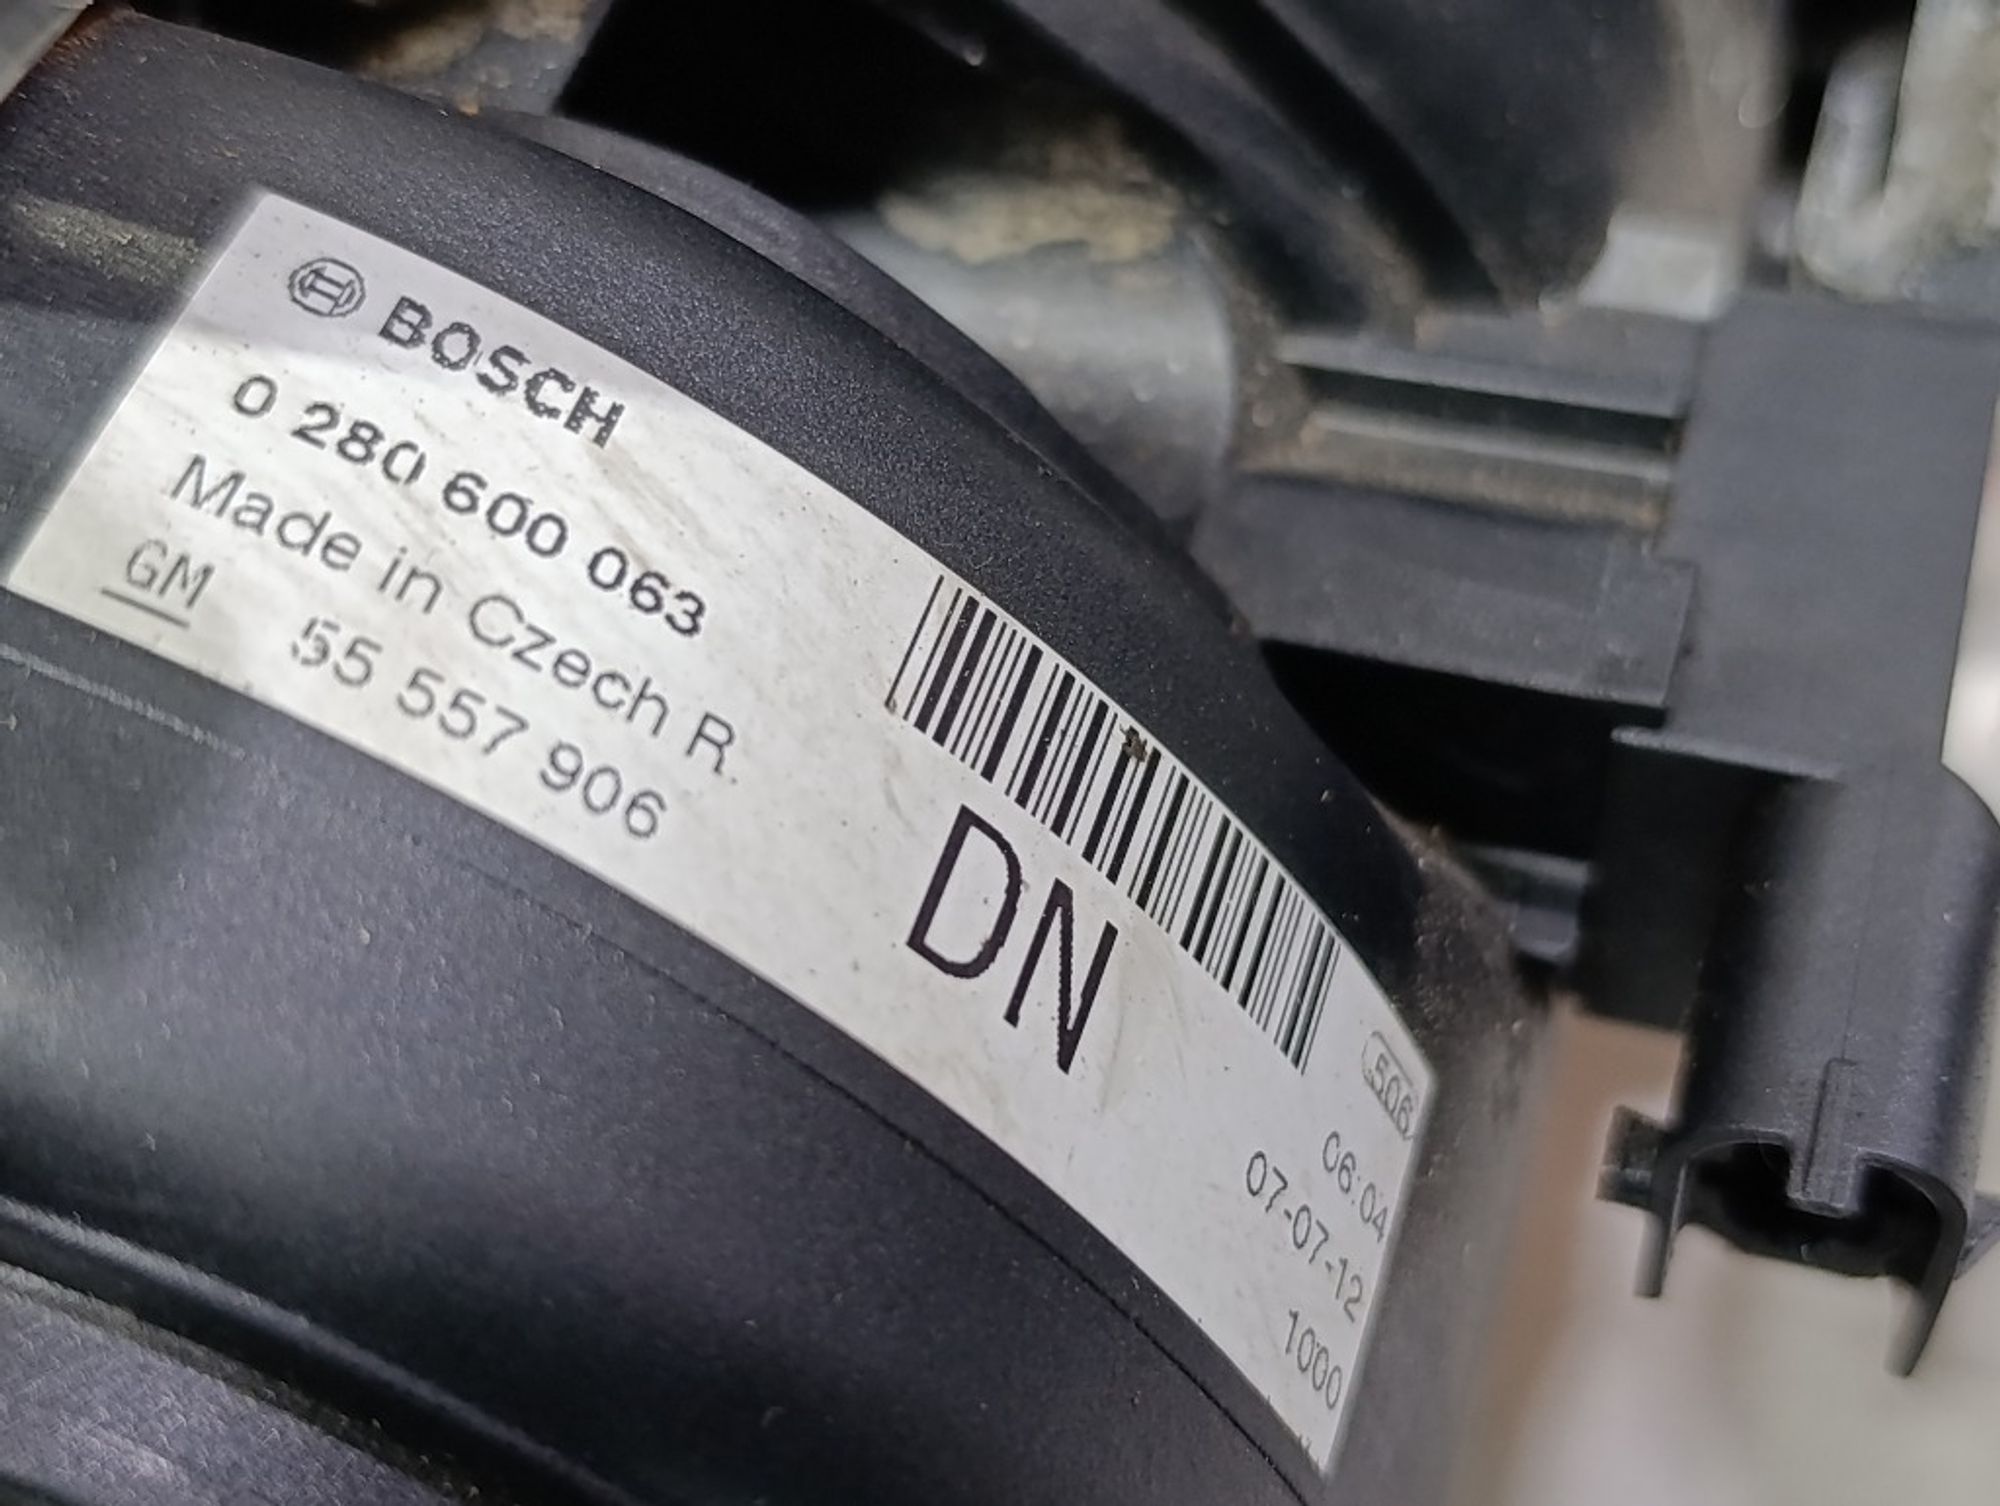 BOSCH
0 280 600 063
Made in Czech R.
GM 55 557 906
DN
506
06:04
07-07-12
1000